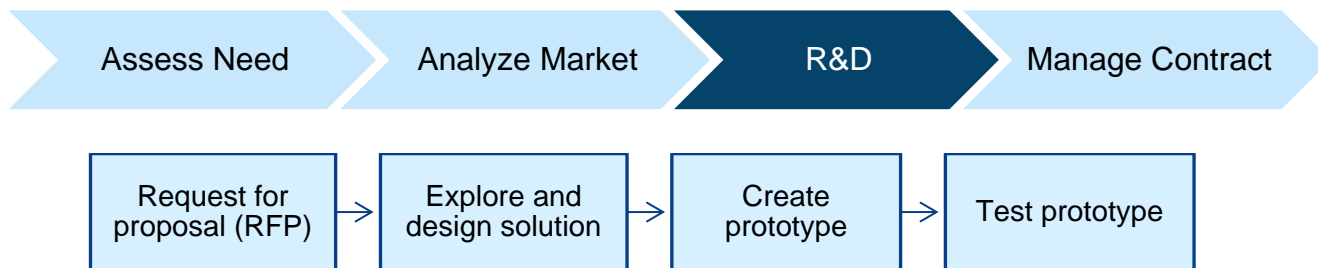 Assess Need
Analyze Market
R&D
Manage Contract
Request for
proposal (RFP)
Explore and
design solution
Create
prototype
Test prototype